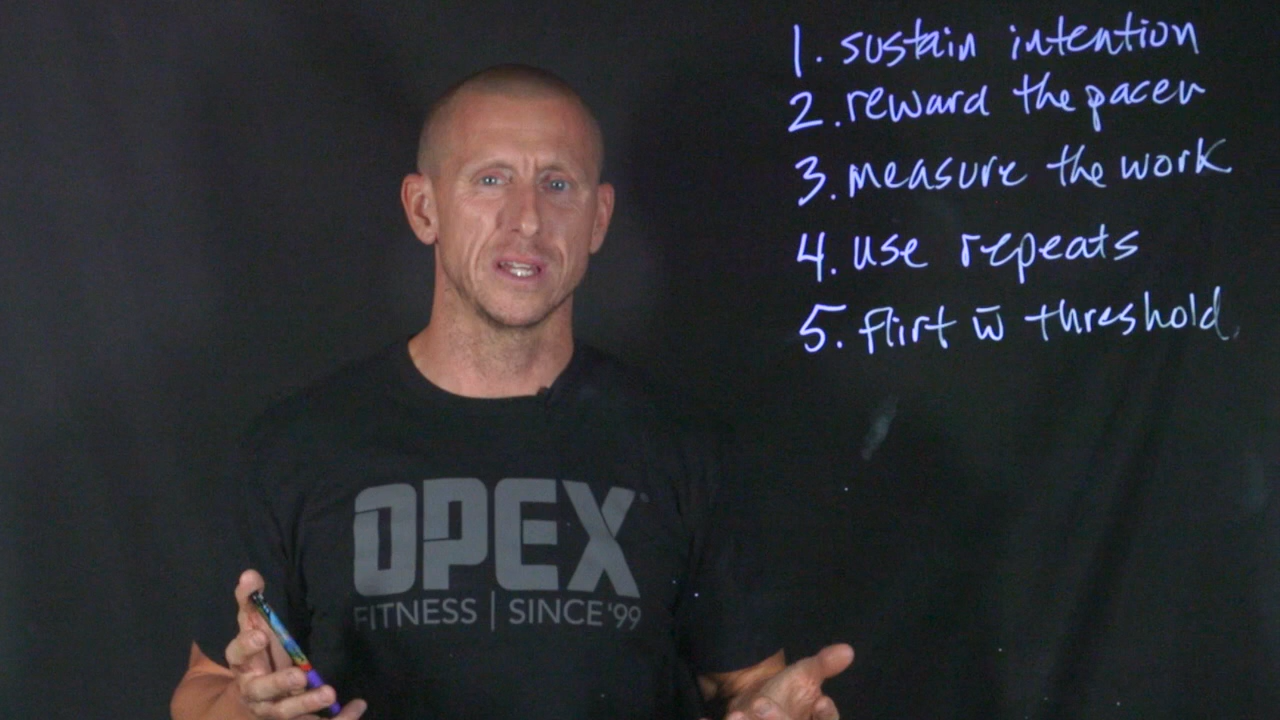 1. sustain intention
2. reward the pacer
3. measure the work
4. use repeats
5. flirt w̄ threshold.
OPEX
FITNESS | SINCE '99